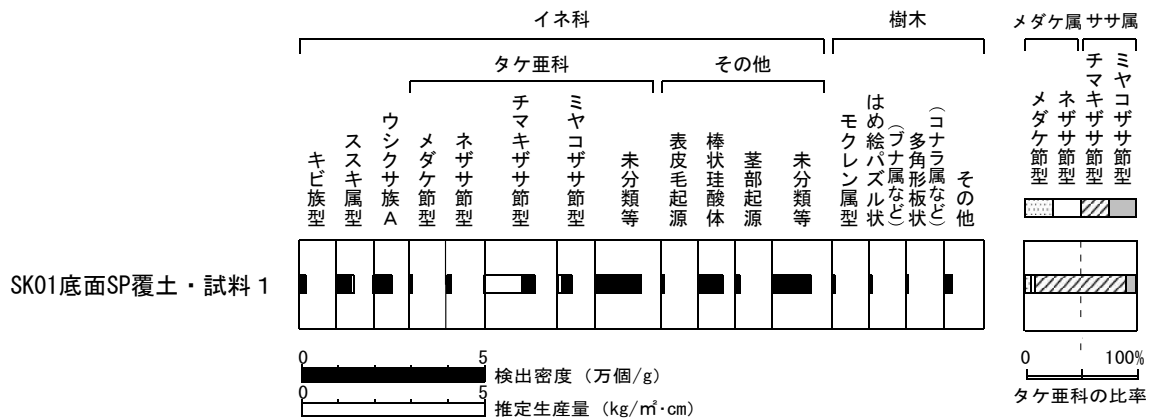 イネ科
樹木
メダケ属
ササ属
タケ亜科
その他
キビ族型
ススキ属型
ウシクサ族A
メダケ節型
ネザサ節型
チマキザサ節型
ミヤコザサ節型
未分類等
表皮毛起源
棒状珪酸体
茎部起源
未分類等
モクレン属型
はめ絵パズル状
（ブナ属など）
多角形板状
（コナラ属など）
その他
メダケ節型
ネザサ節型
チマキザサ節型
ミヤコザサ節型
SK01底面SP覆土・試料1
0 5
検出密度（万個/g）
0 5
推定生産量（kg/㎡･cm）
0 100%
タケ亜科の比率